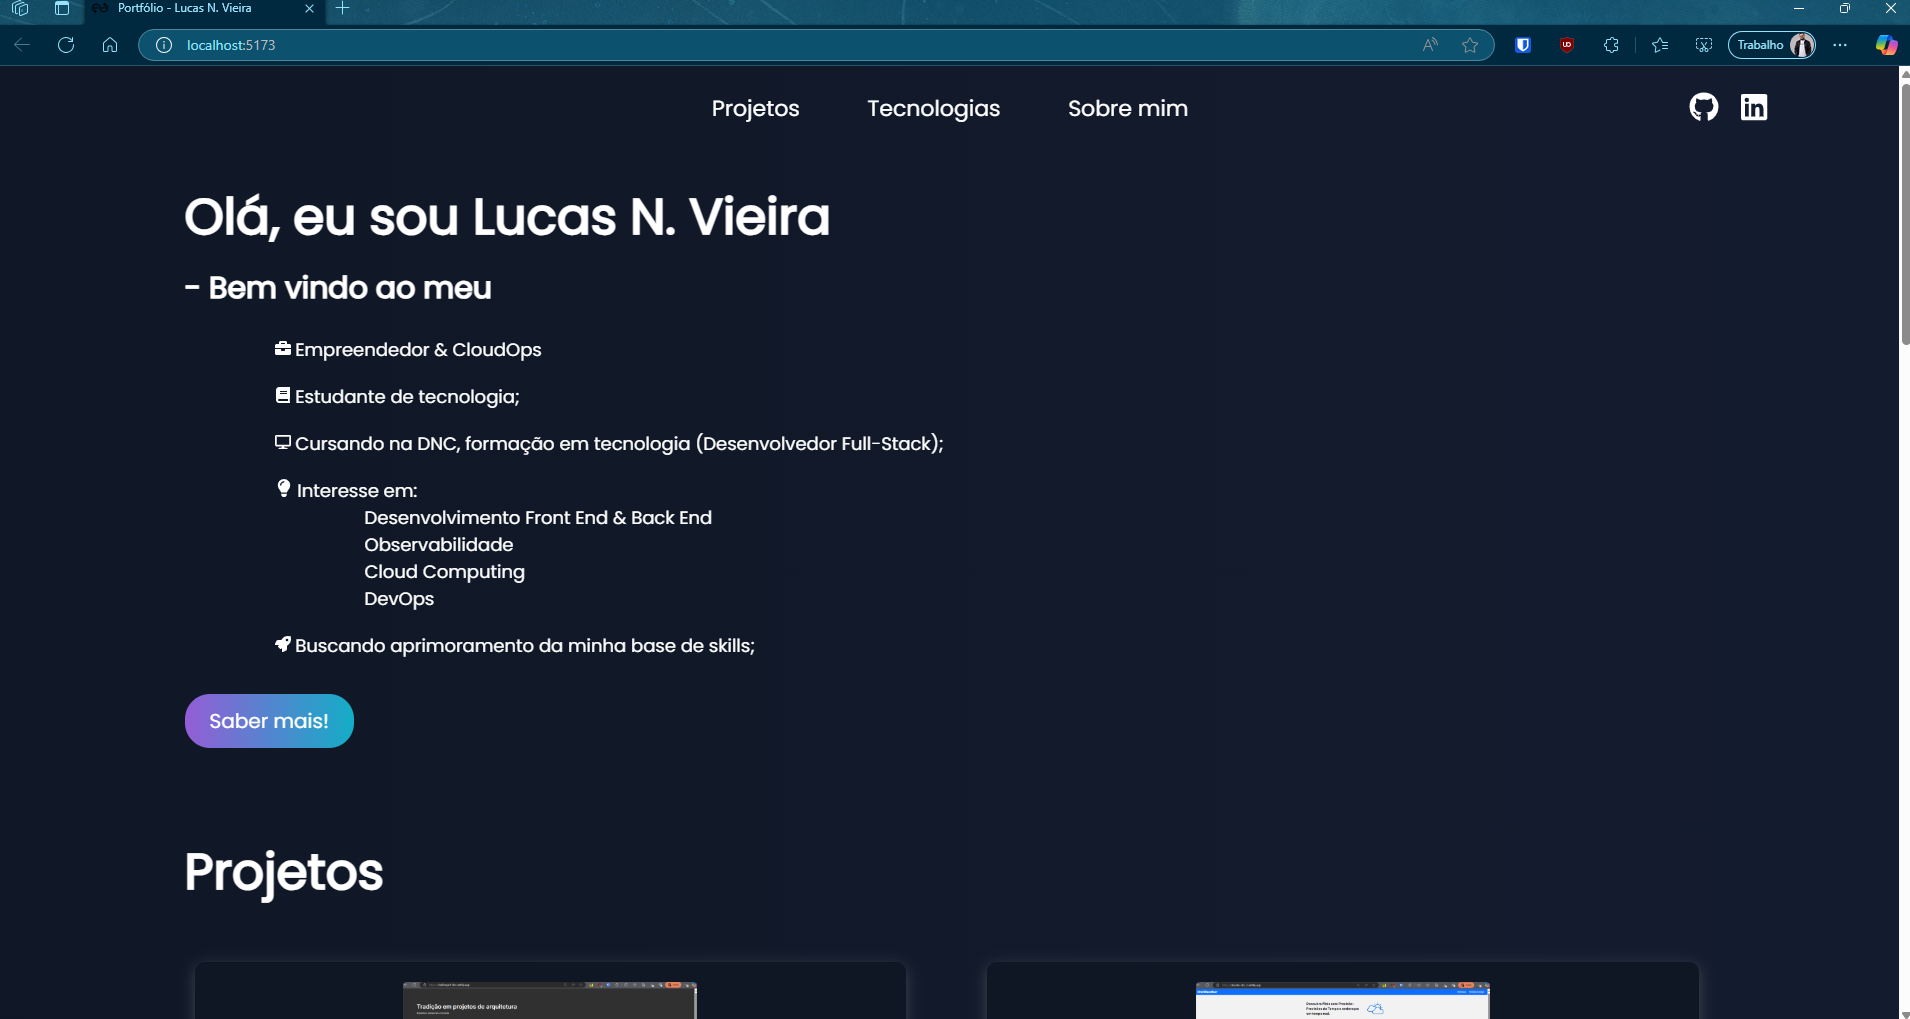 Portfólio - Lucas N. Vieira
localhost:5173
Trabalho
Projetos
Tecnologias
Sobre mim
Olá, eu sou Lucas N. Vieira
- Bem vindo ao meu
Empreendedor & CloudOps
Estudante de tecnologia;
Cursando na DNC, formação em tecnologia (Desenvolvedor Full-Stack);
Interesse em:
Desenvolvimento Front End & Back End
Observabilidade
Cloud Computing
DevOps
Buscando aprimoramento da minha base de skills;
Saber mais!
Projetos
Tradição em projetos de arquitetura